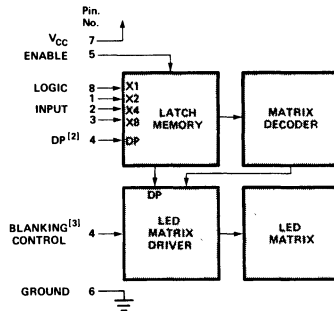 Pin.
No.
V_CC 7
ENABLE 5
LOGIC 8 X1
1 X2
INPUT 2 X4
3 X8
DP [2] 4 DP
LATCH
MEMORY
MATRIX
DECODER
DP
BLANKING [3]
CONTROL 4
LED
MATRIX
DRIVER
LED
MATRIX
GROUND 6